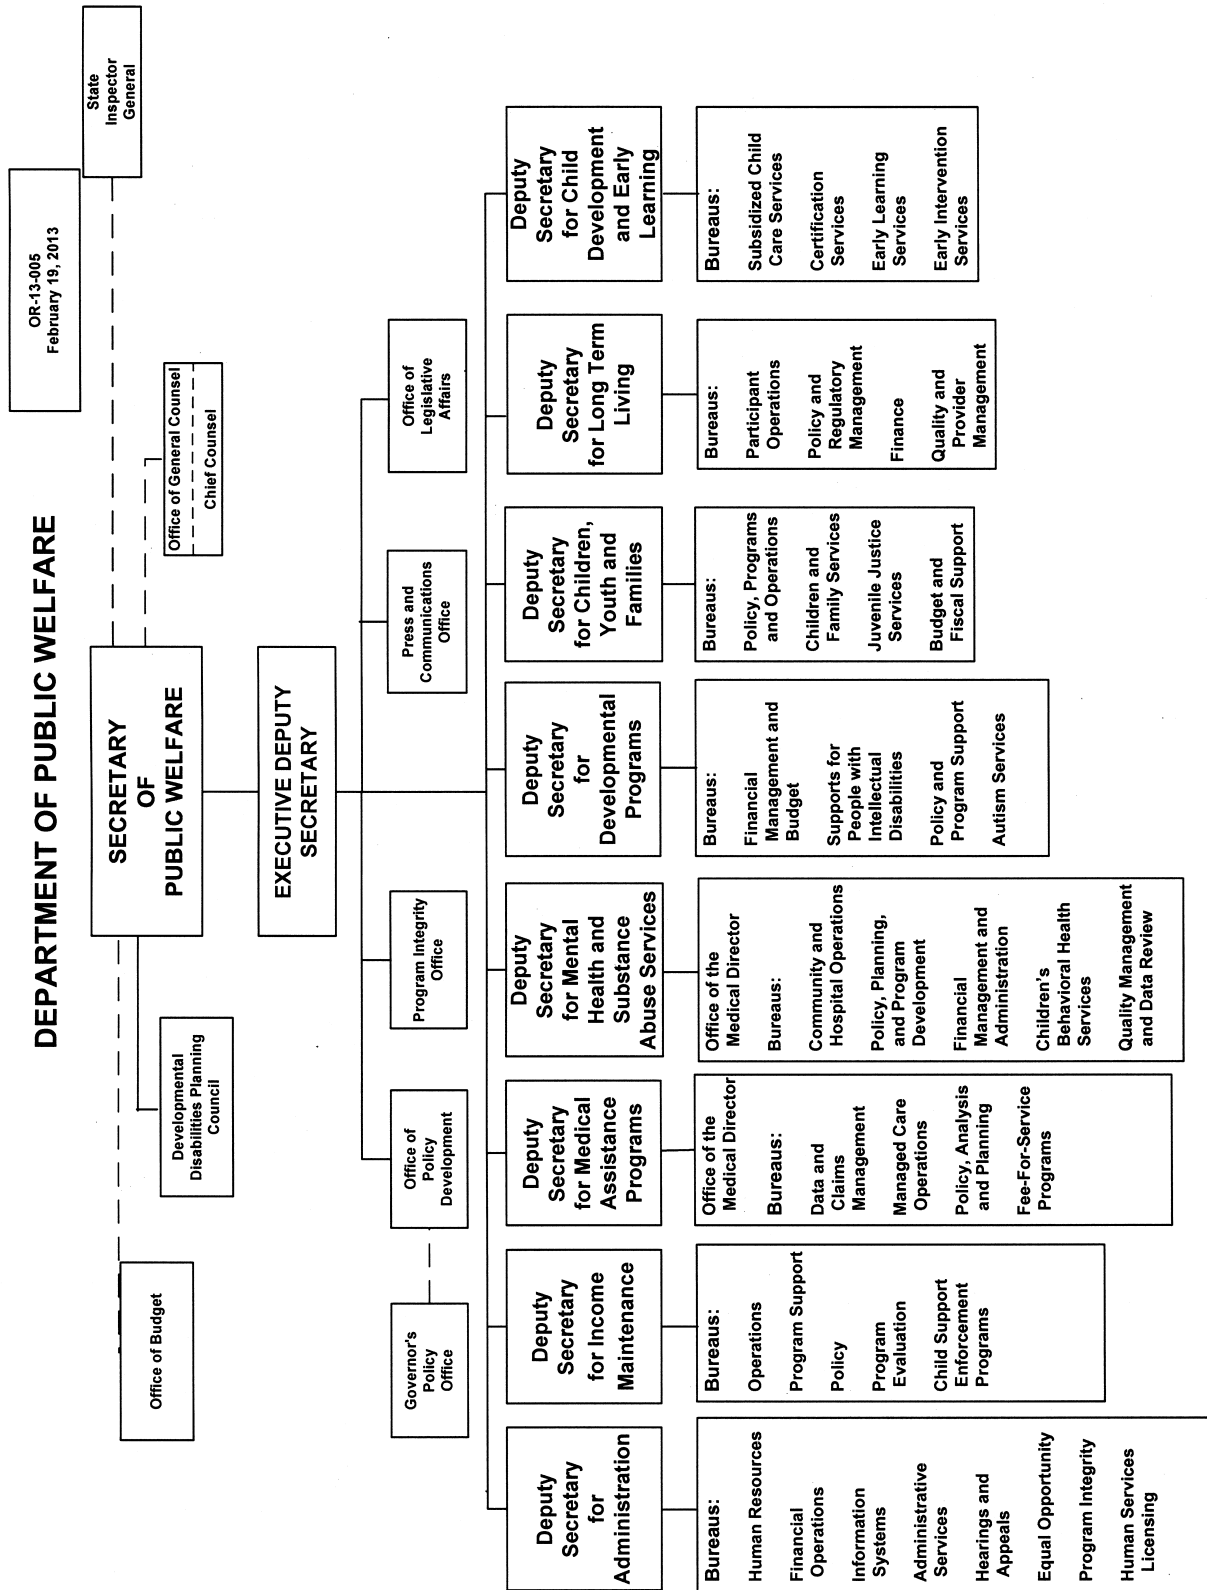 DEPARTMENT OF PUBLIC WELFARE
OR-13-005
February 19, 2013
State
Inspector
General
SECRETARY
OF
PUBLIC WELFARE
Office of General Counsel
Chief Counsel
Office of Budget
Developmental
Disabilities Planning
Council
EXECUTIVE DEPUTY
SECRETARY
Governor's
Policy
Office
Office of
Policy
Development
Program Integrity
Office
Press and
Communications
Office
Office of
Legislative
Affairs
Deputy
Secretary
for
Administration
Bureaus:
Human Resources
Financial
Operations
Information
Systems
Administrative
Services
Hearings and
Appeals
Equal Opportunity
Program Integrity
Human Services
Licensing
Deputy
Secretary
for Income
Maintenance
Bureaus:
Operations
Program Support
Policy
Program
Evaluation
Child Support
Enforcement
Programs
Deputy
Secretary
for Medical
Assistance
Programs
Office of the
Medical Director
Bureaus:
Data and
Claims
Management
Managed Care
Operations
Policy, Analysis
and Planning
Fee-For-Service
Programs
Deputy
Secretary
for Mental
Health and
Substance
Abuse Services
Office of the
Medical Director
Bureaus:
Community and
Hospital Operations
Policy, Planning,
and Program
Development
Financial
Management and
Administration
Children's
Behavioral Health
Services
Quality Management
and Data Review
Deputy
Secretary
for
Developmental
Programs
Bureaus:
Financial
Management and
Budget
Supports for
People with
Intellectual
Disabilities
Policy and
Program Support
Autism Services
Deputy
Secretary
for Children,
Youth and
Families
Bureaus:
Policy, Programs
and Operations
Children and
Family Services
Juvenile Justice
Services
Budget and
Fiscal Support
Deputy
Secretary
for Long Term
Living
Bureaus:
Participant
Operations
Policy and
Regulatory
Management
Finance
Quality and
Provider
Management
Deputy
Secretary
for Child
Development
and Early
Learning
Bureaus:
Subsidized Child
Care Services
Certification
Services
Early Learning
Services
Early Intervention
Services